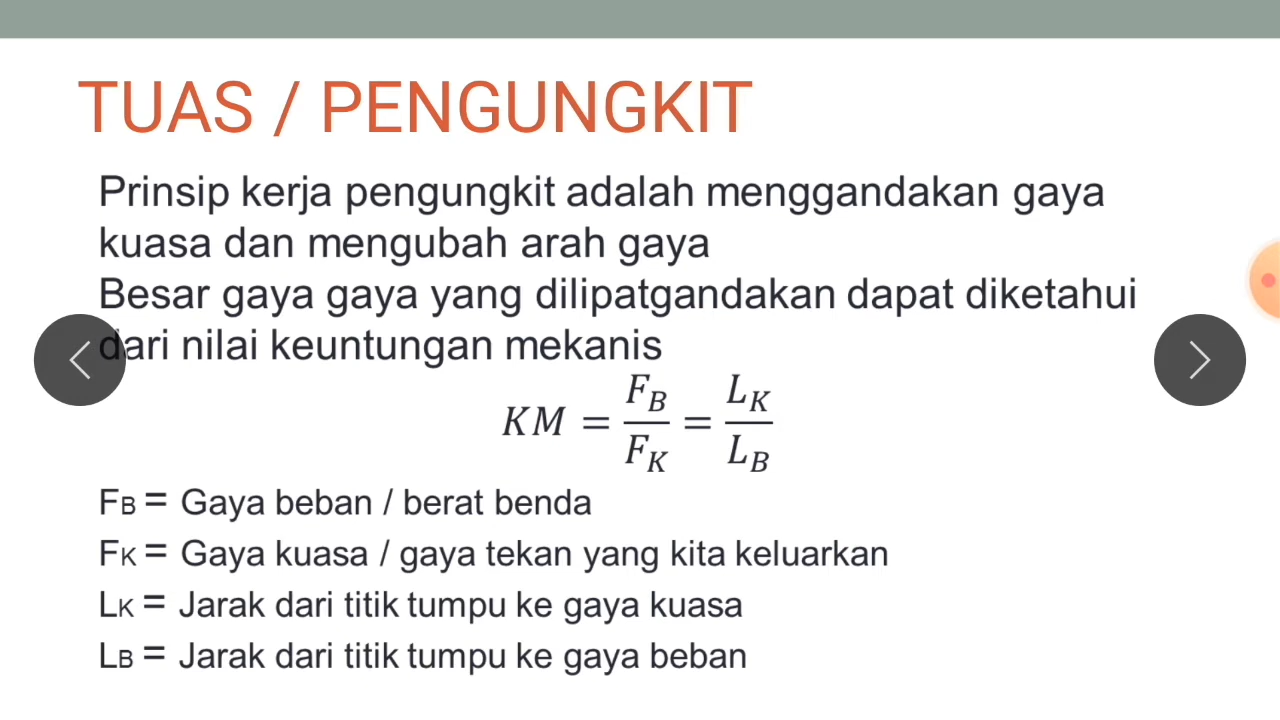 TUAS / PENGUNGKIT
Prinsip kerja pengungkit adalah menggandakan gaya
kuasa dan mengubah arah gaya
Besar gaya gaya yang dilipatgandakan dapat diketahui
dari nilai keuntungan mekanis
KM = F_B / F_K = L_K / L_B
FB = Gaya beban / berat benda
FK = Gaya kuasa / gaya tekan yang kita keluarkan
LK = Jarak dari titik tumpu ke gaya kuasa
LB = Jarak dari titik tumpu ke gaya beban